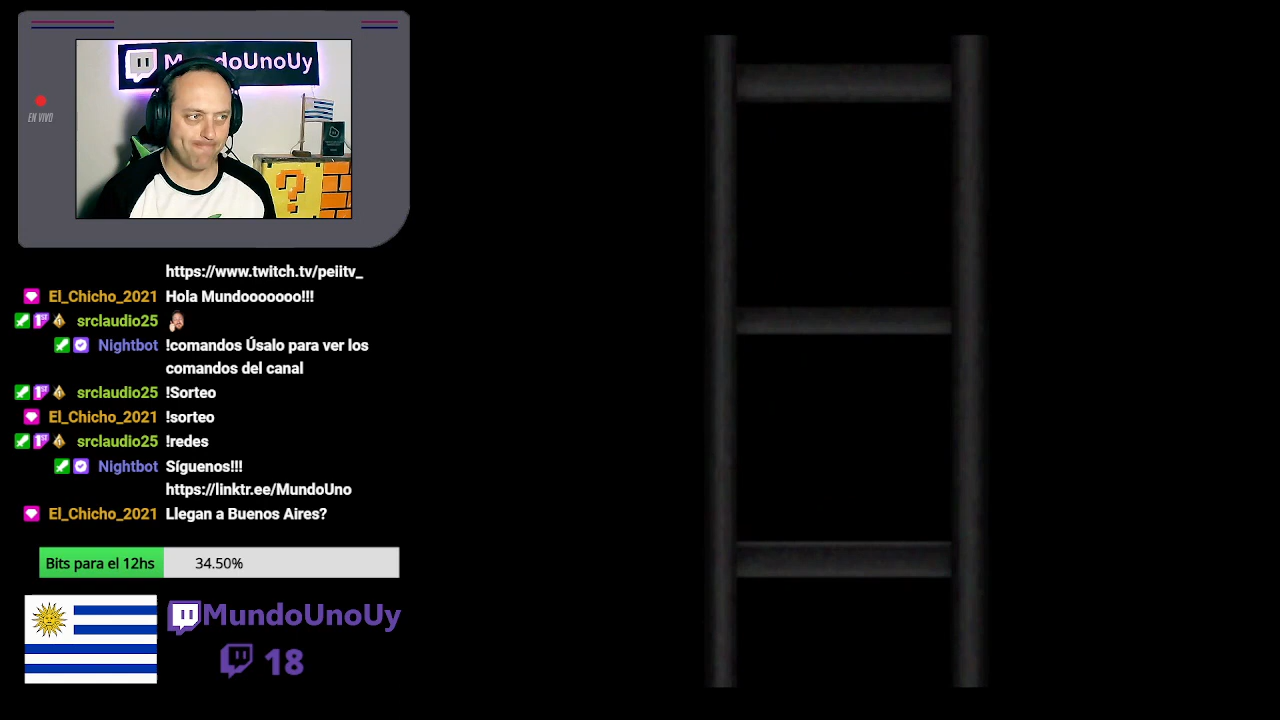 MundoUnoUy
EN VIVO
https://www.twitch.tv/peiitv_
El_Chicho_2021 Hola Mundooooooo!!!
srclaudio25
Nightbot !comandos Úsalo para ver los
comandos del canal
srclaudio25 !Sorteo
El_Chicho_2021 !sorteo
srclaudio25 !redes
Nightbot Síguenos!!!
https://linktr.ee/MundoUno
El_Chicho_2021 Llegan a Buenos Aires?
Bits para el 12hs 34.50%
MundoUnoUy
18